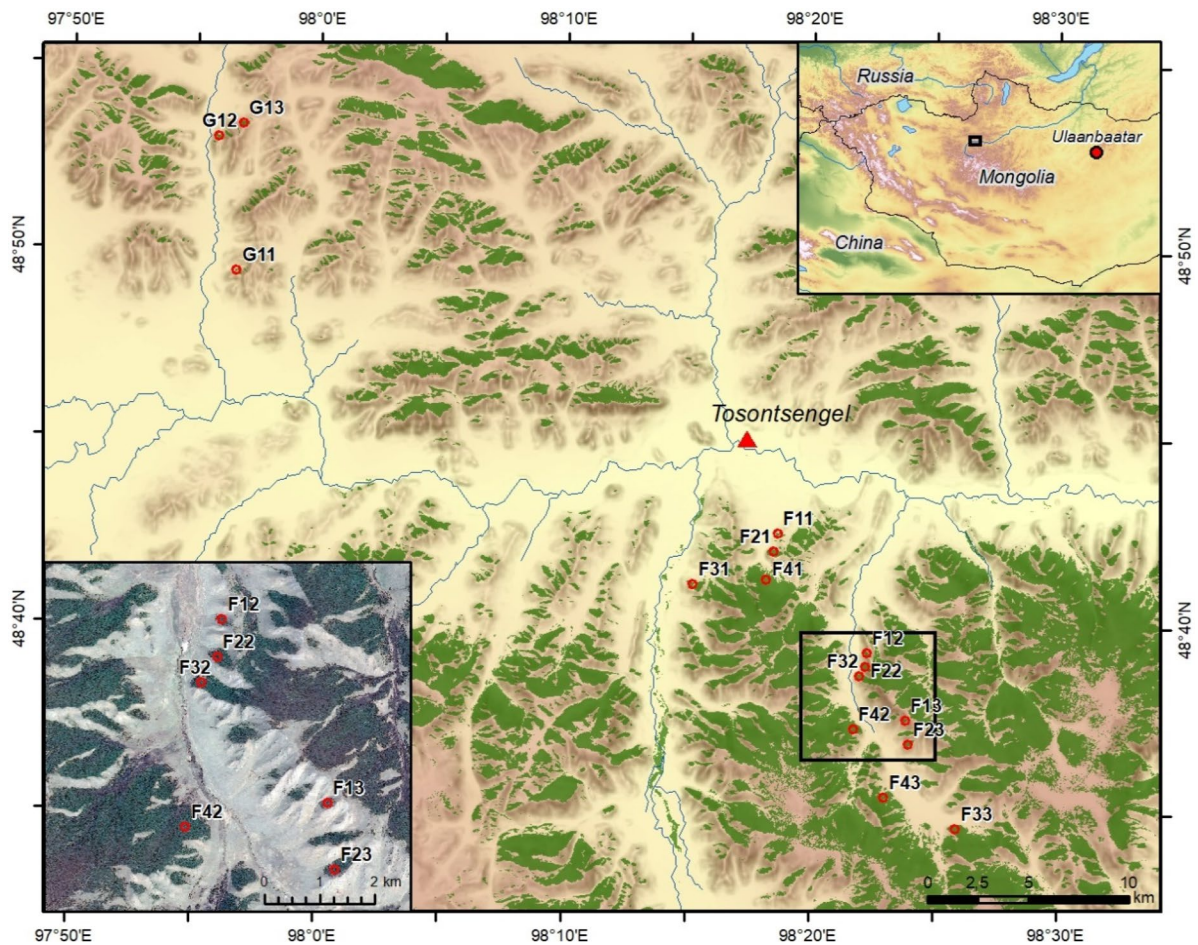 97°50'E 98°0'E 98°10'E 98°20'E 98°30'E
Russia
Ulaanbaatar
Mongolia
China
G13
G12
48°50'N
48°50'N
G11
Tosontsengel
F11
F21
F31
F41
48°40'N
48°40'N
F12
F32
F22
F42
F13
F23
F43
F33
0 2,5 5 10
km
F12
F22
F32
F13
F42
F23
0 1 2 km
97°50'E 98°0'E 98°10'E 98°20'E 98°30'E